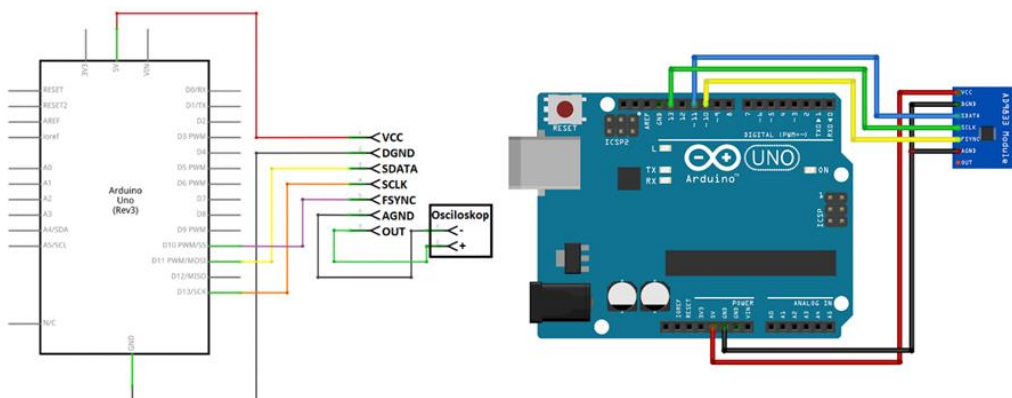 3V3
5V
VIN
RESET
RESET2
AREF
ioref
A0
A1
A2
A3
A4/SDA
A5/SCL
N/C
D0/RX
D1/TX
D2
D3 PWM
D4
D5 PWM
D6 PWM
D7
D8
D9 PWM
D10 PWM/SS
D11 PWM/MOSI
D12/MISO
D13/SCK
GND
Arduino
Uno
(Rev3)
VCC
DGND
SDATA
SCLK
FSYNC
AGND
OUT
Osciloskop
-
+
RESET
ICSP2
AREF
GND
13
12
~11
~10
~9
8
7
~6
~5
4
~3
2
TX0 1
RX0 0
DIGITAL (PWM~)
L
TX
RX
UNO
Arduino™
ON
ICSP
1
IOREF
RESET
3V3
5V
GND
GND
VIN
POWER
ANALOG IN
A0
A1
A2
A3
A4
A5
VCC
DGND
SDATA
SCLK
FSYNC
AGND
OUT
AD9833 Module